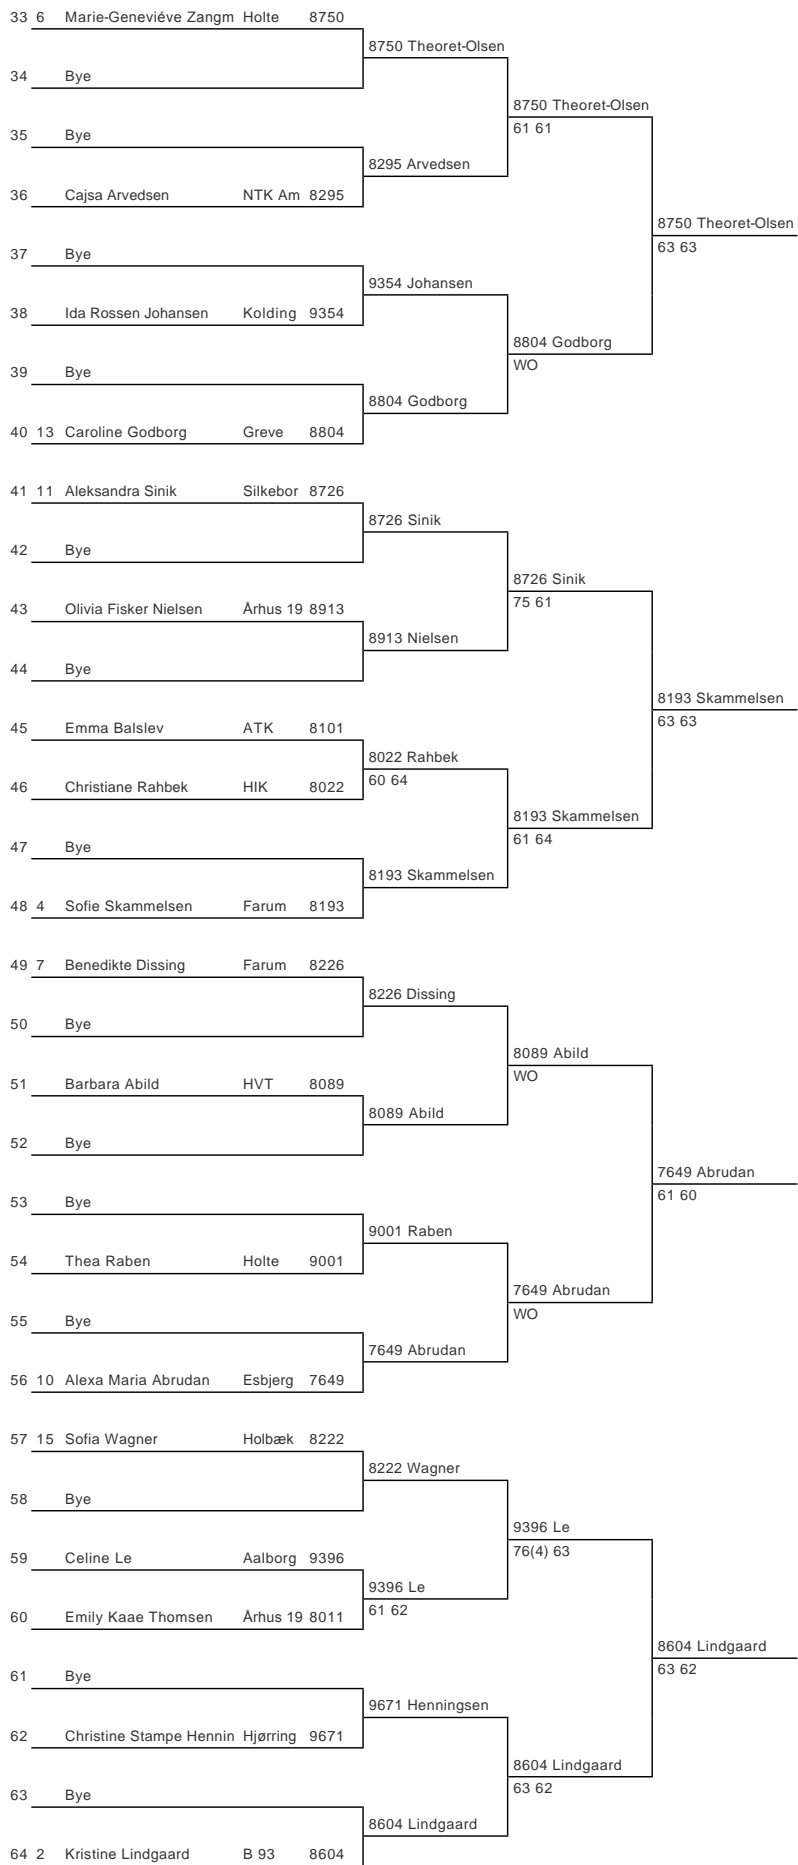 33 6 Marie-Geneviéve Zangm Holte 8750
8750 Theoret-Olsen
34 Bye
8750 Theoret-Olsen
61 61
35 Bye
8295 Arvedsen
36 Cajsa Arvedsen NTK Am 8295
8750 Theoret-Olsen
63 63
37 Bye
9354 Johansen
38 Ida Rossen Johansen Kolding 9354
8804 Godborg
WO
39 Bye
8804 Godborg
40 13 Caroline Godborg Greve 8804
41 11 Aleksandra Sinik Silkebor 8726
8726 Sinik
42 Bye
8726 Sinik
75 61
43 Olivia Fisker Nielsen Århus 19 8913
8913 Nielsen
44 Bye
8193 Skammelsen
63 63
45 Emma Balslev ATK 8101
8022 Rahbek
60 64
46 Christiane Rahbek HIK 8022
8193 Skammelsen
61 64
47 Bye
8193 Skammelsen
48 4 Sofie Skammelsen Farum 8193
49 7 Benedikte Dissing Farum 8226
8226 Dissing
50 Bye
8089 Abild
WO
51 Barbara Abild HVT 8089
8089 Abild
52 Bye
7649 Abrudan
61 60
53 Bye
9001 Raben
54 Thea Raben Holte 9001
7649 Abrudan
WO
55 Bye
7649 Abrudan
56 10 Alexa Maria Abrudan Esbjerg 7649
57 15 Sofia Wagner Holbæk 8222
8222 Wagner
58 Bye
9396 Le
76(4) 63
59 Celine Le Aalborg 9396
9396 Le
61 62
60 Emily Kaae Thomsen Århus 19 8011
8604 Lindgaard
63 62
61 Bye
9671 Henningsen
62 Christine Stampe Hennin Hjørring 9671
8604 Lindgaard
63 62
63 Bye
8604 Lindgaard
64 2 Kristine Lindgaard B 93 8604